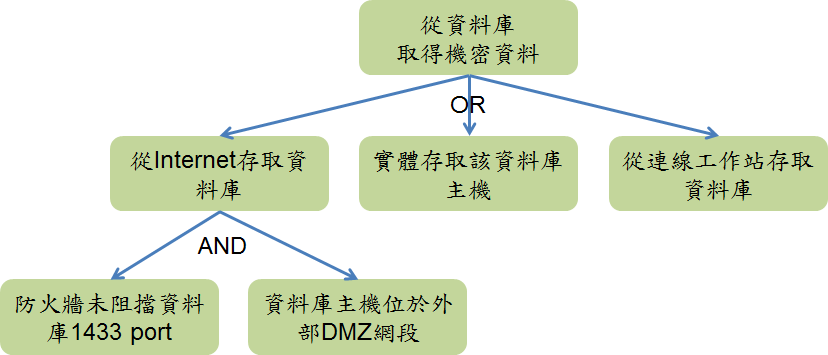 從資料庫
取得機密資料
OR
從Internet存取資
料庫
實體存取該資料庫
主機
從連線工作站存取
資料庫
AND
防火牆未阻擋資料
庫1433 port
資料庫主機位於外
部DMZ網段